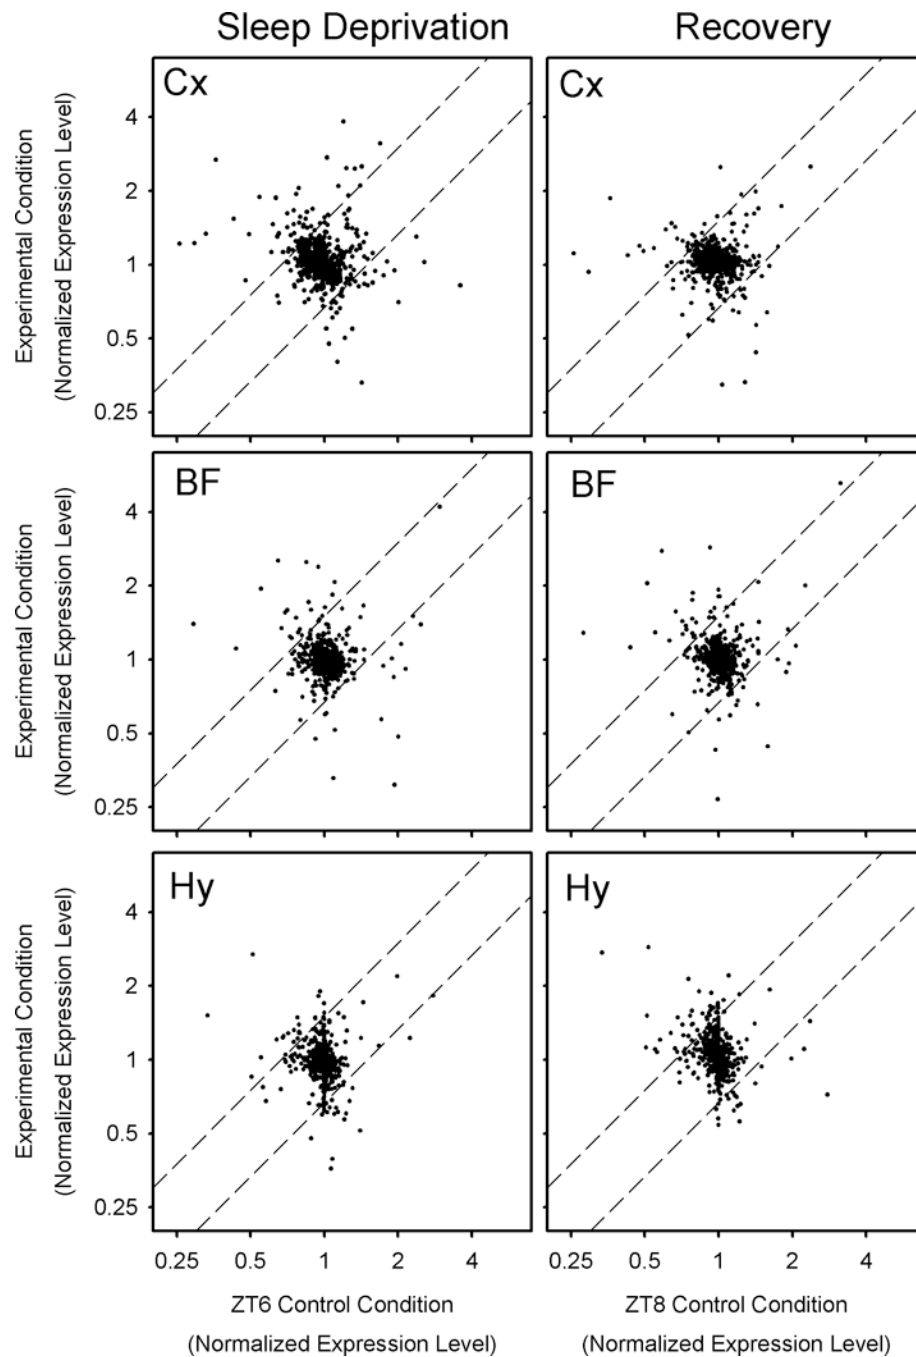 Sleep Deprivation
Recovery
Experimental Condition
(Normalized Expression Level)
Cx
4
2
1
0.5
0.25
Cx
Experimental Condition
(Normalized Expression Level)
BF
4
2
1
0.5
0.25
BF
Experimental Condition
(Normalized Expression Level)
Hy
4
2
1
0.5
0.25
Hy
0.25 0.5 1 2 4
0.25 0.5 1 2 4
ZT6 Control Condition
(Normalized Expression Level)
ZT8 Control Condition
(Normalized Expression Level)